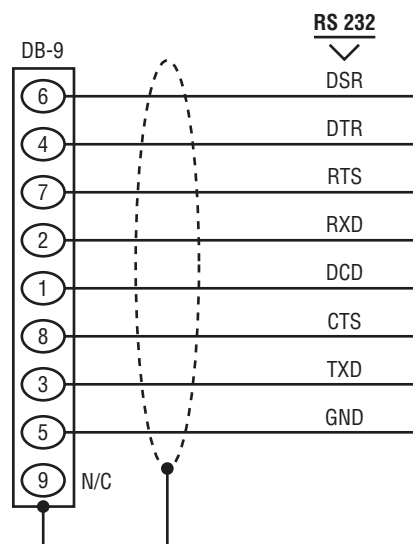 RS 232
DB-9
6 DSR
4 DTR
7 RTS
2 RXD
1 DCD
8 CTS
3 TXD
5 GND
9 N/C